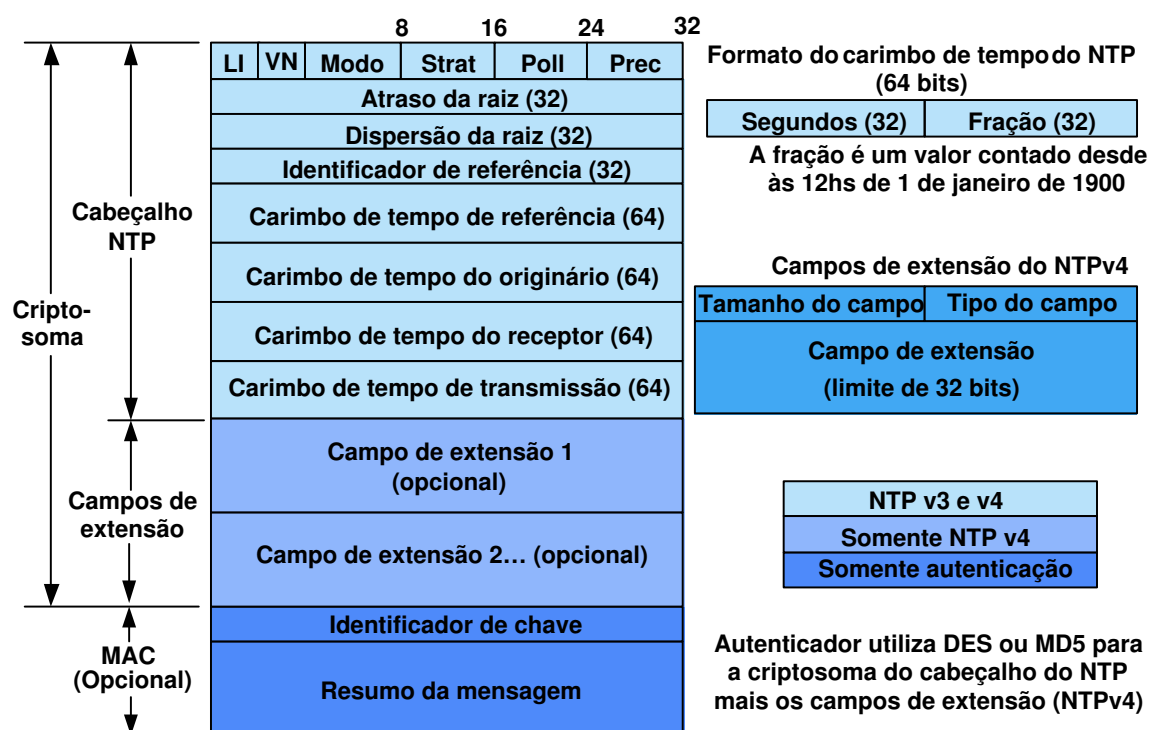 8 16 24 32
LI VN Modo Strat Poll Prec
Atraso da raiz (32)
Dispersão da raiz (32)
Identificador de referência (32)
Carimbo de tempo de referência (64)
Carimbo de tempo do originário (64)
Carimbo de tempo do receptor (64)
Carimbo de tempo de transmissão (64)
Campo de extensão 1
(opcional)
Campo de extensão 2... (opcional)
Identificador de chave
Resumo da mensagem
Cripto-
soma
Cabeçalho
NTP
Campos de
extensão
MAC
(Opcional)
Formato do carimbo de tempo do NTP
(64 bits)
Segundos (32) Fração (32)
A fração é um valor contado desde
às 12hs de 1 de janeiro de 1900
Campos de extensão do NTPv4
Tamanho do campo Tipo do campo
Campo de extensão
(limite de 32 bits)
NTP v3 e v4
Somente NTP v4
Somente autenticação
Autenticador utiliza DES ou MD5 para
a criptosoma do cabeçalho do NTP
mais os campos de extensão (NTPv4)